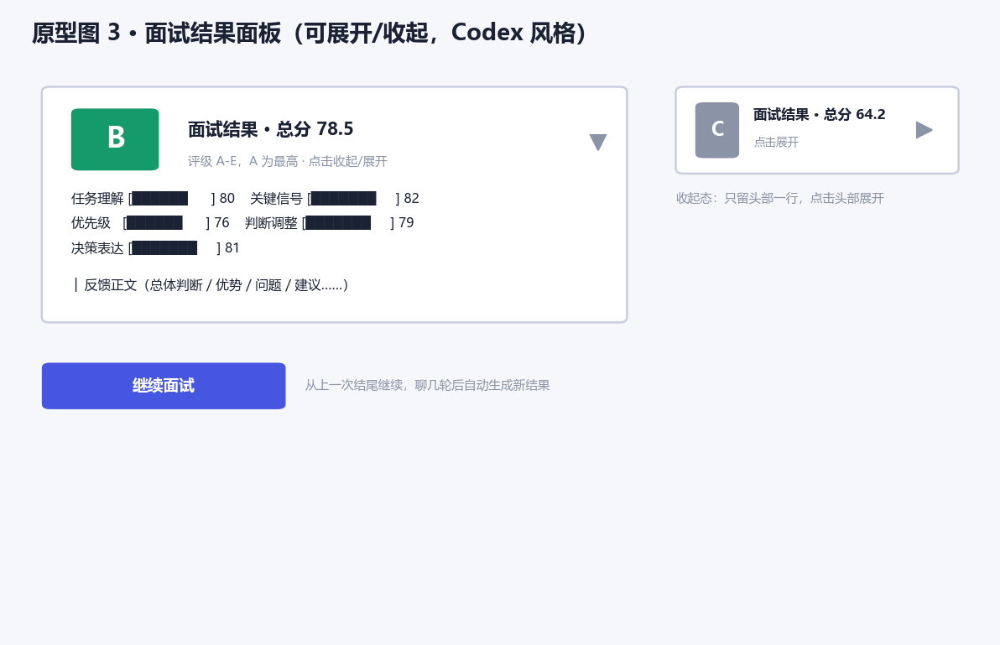 原型图 3 · 面试结果面板（可展开/收起，Codex 风格）
B
面试结果 · 总分 78.5
▼
评级 A-E，A 为最高 · 点击收起/展开
任务理解 [██████      ] 80    关键信号 [███████     ] 82
优先级   [██████      ] 76    判断调整 [███████     ] 79
决策表达 [███████     ] 81
│ 反馈正文（总体判断 / 优势 / 问题 / 建议……）
C
面试结果 · 总分 64.2
点击展开
▶
收起态：只留头部一行，点击头部展开
继续面试
从上一次结尾继续，聊几轮后自动生成新结果